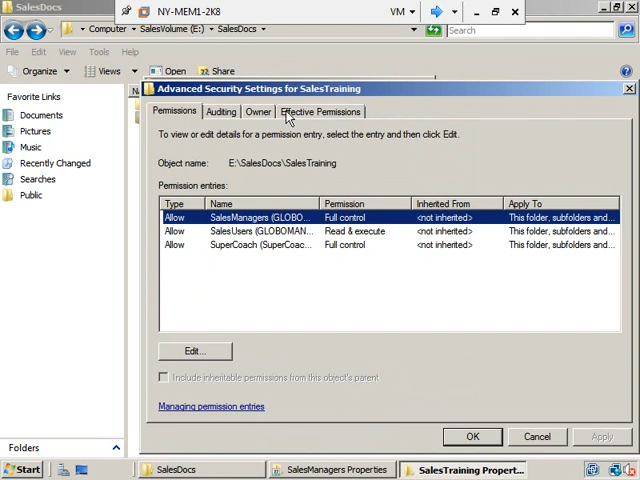 SalesDocs
NY-MEM1-2K8
VM
Computer
SalesVolume (E:)
SalesDocs
Search
File
Edit
View
Tools
Help
Organize
Views
Open
Share
Favorite Links
Documents
Pictures
Music
Recently Changed
Searches
Public
Folders
Advanced Security Settings for SalesTraining
Permissions
Auditing
Owner
Effective Permissions
To view or edit details for a permission entry, select the entry and then click Edit.
Object name: E:\SalesDocs\SalesTraining
Permission entries:
Type Name Permission Inherited From Apply To
Allow SalesManagers (GLOBO... Full control <not inherited> This folder, subfolders and...
Allow SalesUsers (GLOBOMAN... Read & execute <not inherited> This folder, subfolders and...
Allow SuperCoach (SuperCoac... Full control <not inherited> This folder, subfolders and...
Edit...
Include inheritable permissions from this object's parent
Managing permission entries
OK
Cancel
Apply
Start
SalesDocs
SalesManagers Properties
SalesTraining Propert...